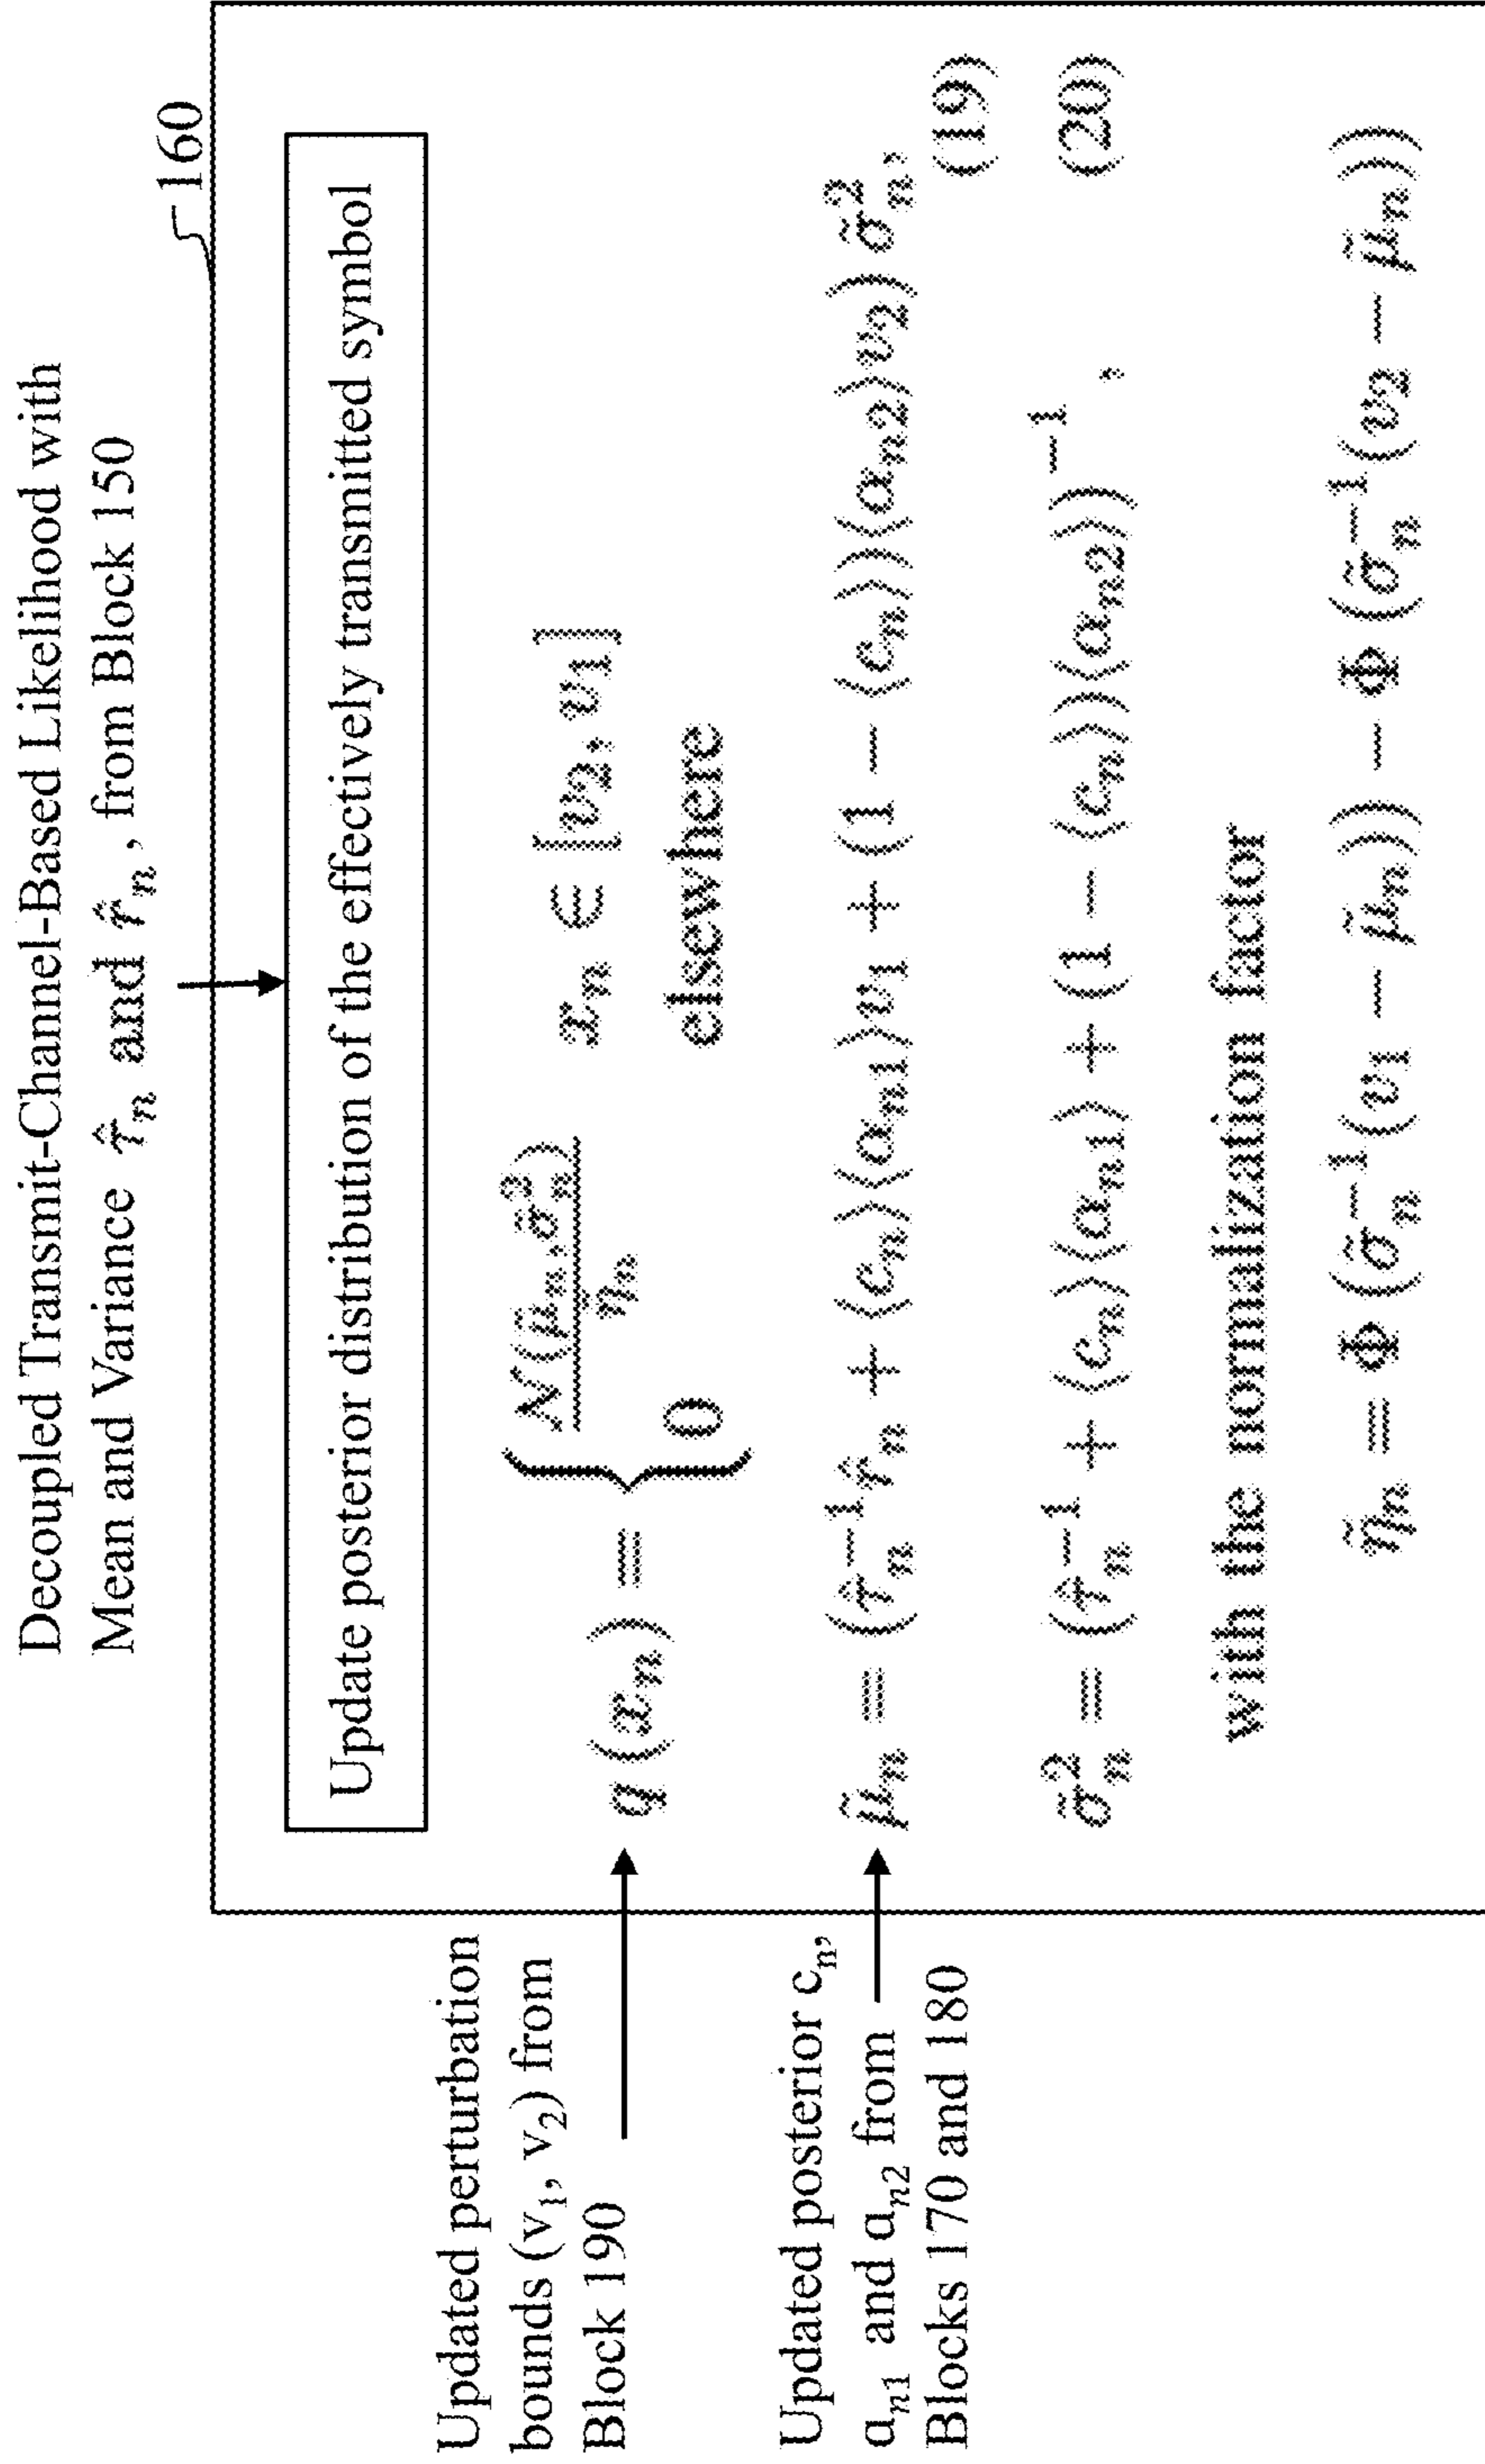 Decoupled Transmit-Channel-Based Likelihood with
Mean and Variance τ̂ₙ and r̂ₙ, from Block 150
160
Update posterior distribution of the effectively transmitted symbol
Updated perturbation
bounds (v₁, v₂) from
Block 190
q(xₙ) = { N(μ̃ₙ, σ̃ₙ²) / η̃ₙ xₙ ∈ [v₂, v₁]
0 elsewhere
Updated posterior cₙ,
αₙ₁ and αₙ₂ from
Blocks 170 and 180
μ̃ₙ = (τ̂ₙ⁻¹r̂ₙ + ⟨cₙ⟩⟨αₙ₁⟩v₁ + (1 − ⟨cₙ⟩)⟨αₙ₂⟩v₂)σ̃ₙ²,
(19)
σ̃ₙ² = (τ̂ₙ⁻¹ + ⟨cₙ⟩⟨αₙ₁⟩ + (1 − ⟨cₙ⟩)⟨αₙ₂⟩)⁻¹, (20)
with the normalization factor
η̃ₙ = Φ(σ̃ₙ⁻¹(v₁ − μ̃ₙ)) − Φ(σ̃ₙ⁻¹(v₂ − μ̃ₙ))